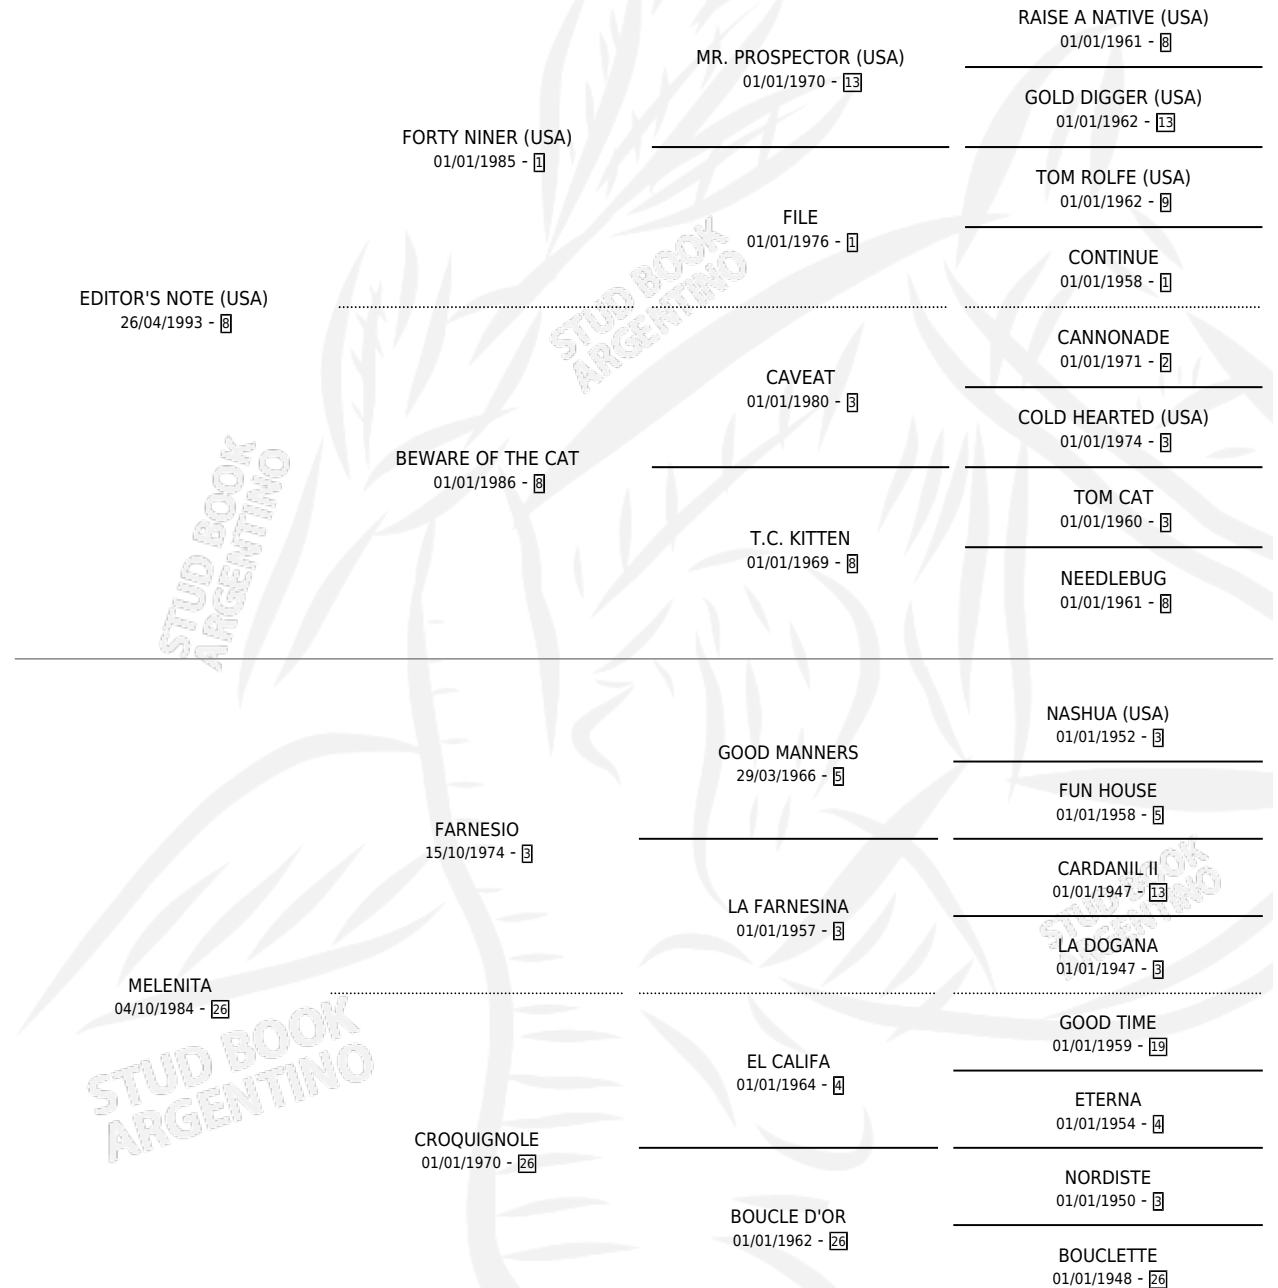 RAISE A NATIVE (USA)
01/01/1961 - 8
MR. PROSPECTOR (USA)
01/01/1970 - 13
GOLD DIGGER (USA)
01/01/1962 - 13
FORTY NINER (USA)
01/01/1985 - 1
TOM ROLFE (USA)
01/01/1962 - 9
FILE
01/01/1976 - 1
CONTINUE
01/01/1958 - 1
EDITOR'S NOTE (USA)
26/04/1993 - 8
CANNONADE
01/01/1971 - 2
CAVEAT
01/01/1980 - 3
COLD HEARTED (USA)
01/01/1974 - 3
BEWARE OF THE CAT
01/01/1986 - 8
TOM CAT
01/01/1960 - 3
T.C. KITTEN
01/01/1969 - 8
NEEDLEBUG
01/01/1961 - 8
NASHUA (USA)
01/01/1952 - 3
GOOD MANNERS
29/03/1966 - 5
FUN HOUSE
01/01/1958 - 5
FARNESIO
15/10/1974 - 3
CARDANIL II
01/01/1947 - 13
LA FARNESINA
01/01/1957 - 3
LA DOGANA
01/01/1947 - 3
MELENITA
04/10/1984 - 26
GOOD TIME
01/01/1959 - 19
EL CALIFA
01/01/1964 - 4
ETERNA
01/01/1954 - 4
CROQUIGNOLE
01/01/1970 - 26
NORDISTE
01/01/1950 - 3
BOUCLE D'OR
01/01/1962 - 26
BOUCLETTE
01/01/1948 - 26
STUD BOOK
ARGENTINO
STUD BOOK
ARGENTINO
STUD BOOK
ARGENTINO
STUD BOOK
ARGENTINO